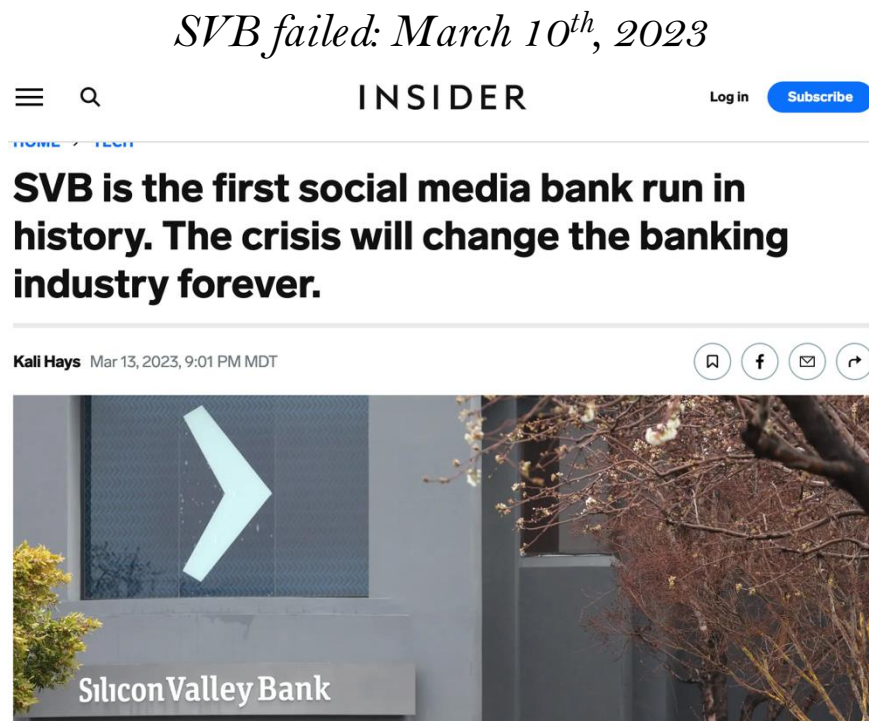 SVB failed: March 10th, 2023
INSIDER
Log in
Subscribe
HOME > TECH
SVB is the first social media bank run in
history. The crisis will change the banking
industry forever.
Kali Hays Mar 13, 2023, 9:01 PM MDT
Silicon Valley Bank